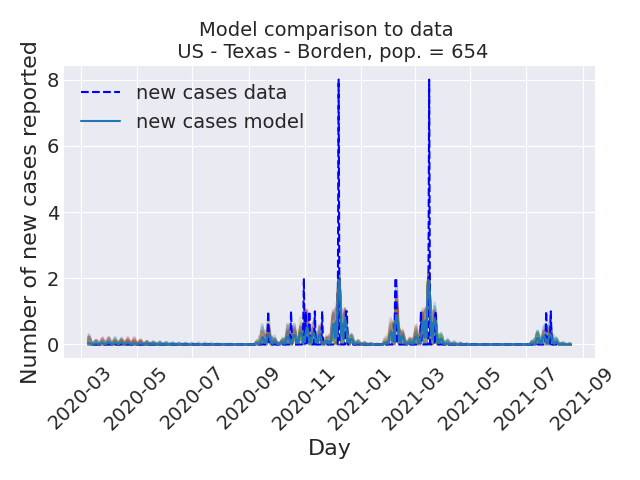 Model comparison to data
US - Texas - Borden, pop. = 654
Number of new cases reported
8
6
4
2
0
new cases data
new cases model
2020-03
2020-05
2020-07
2020-09
2020-11
2021-01
2021-03
2021-05
2021-07
2021-09
Day